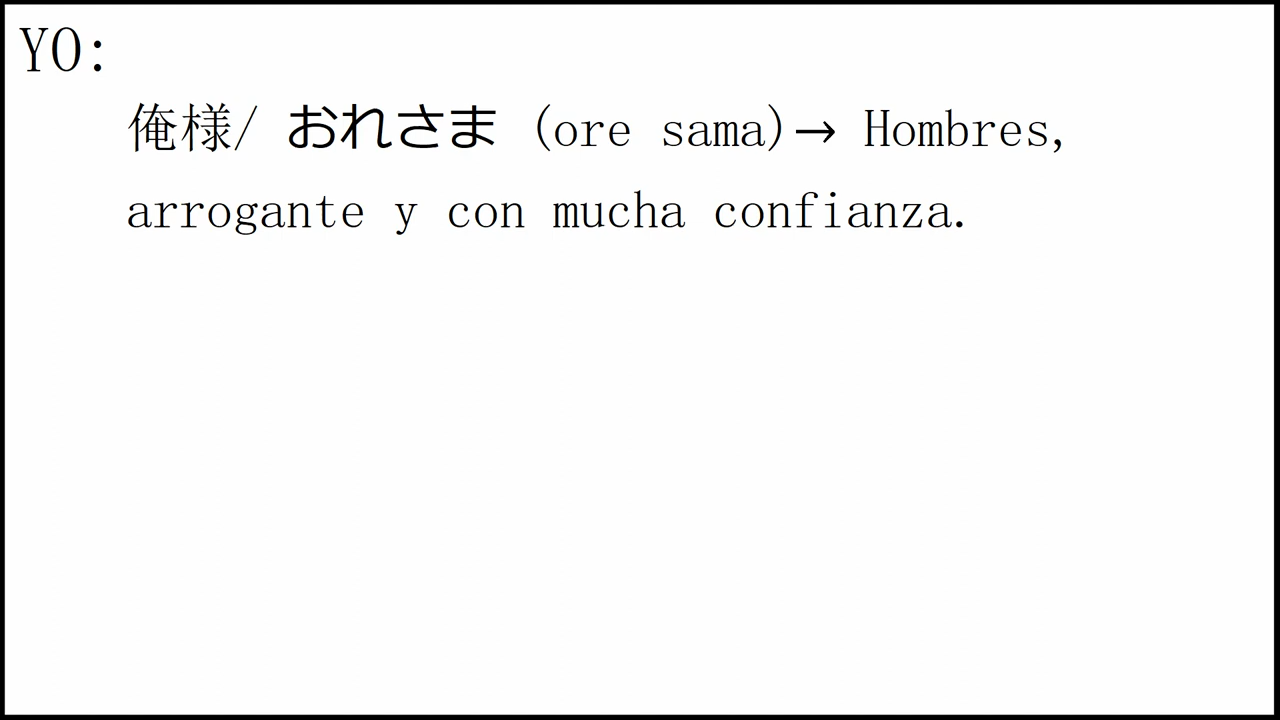 YO:
俺様/ おれさま (ore sama)→ Hombres,
arrogante y con mucha confianza.